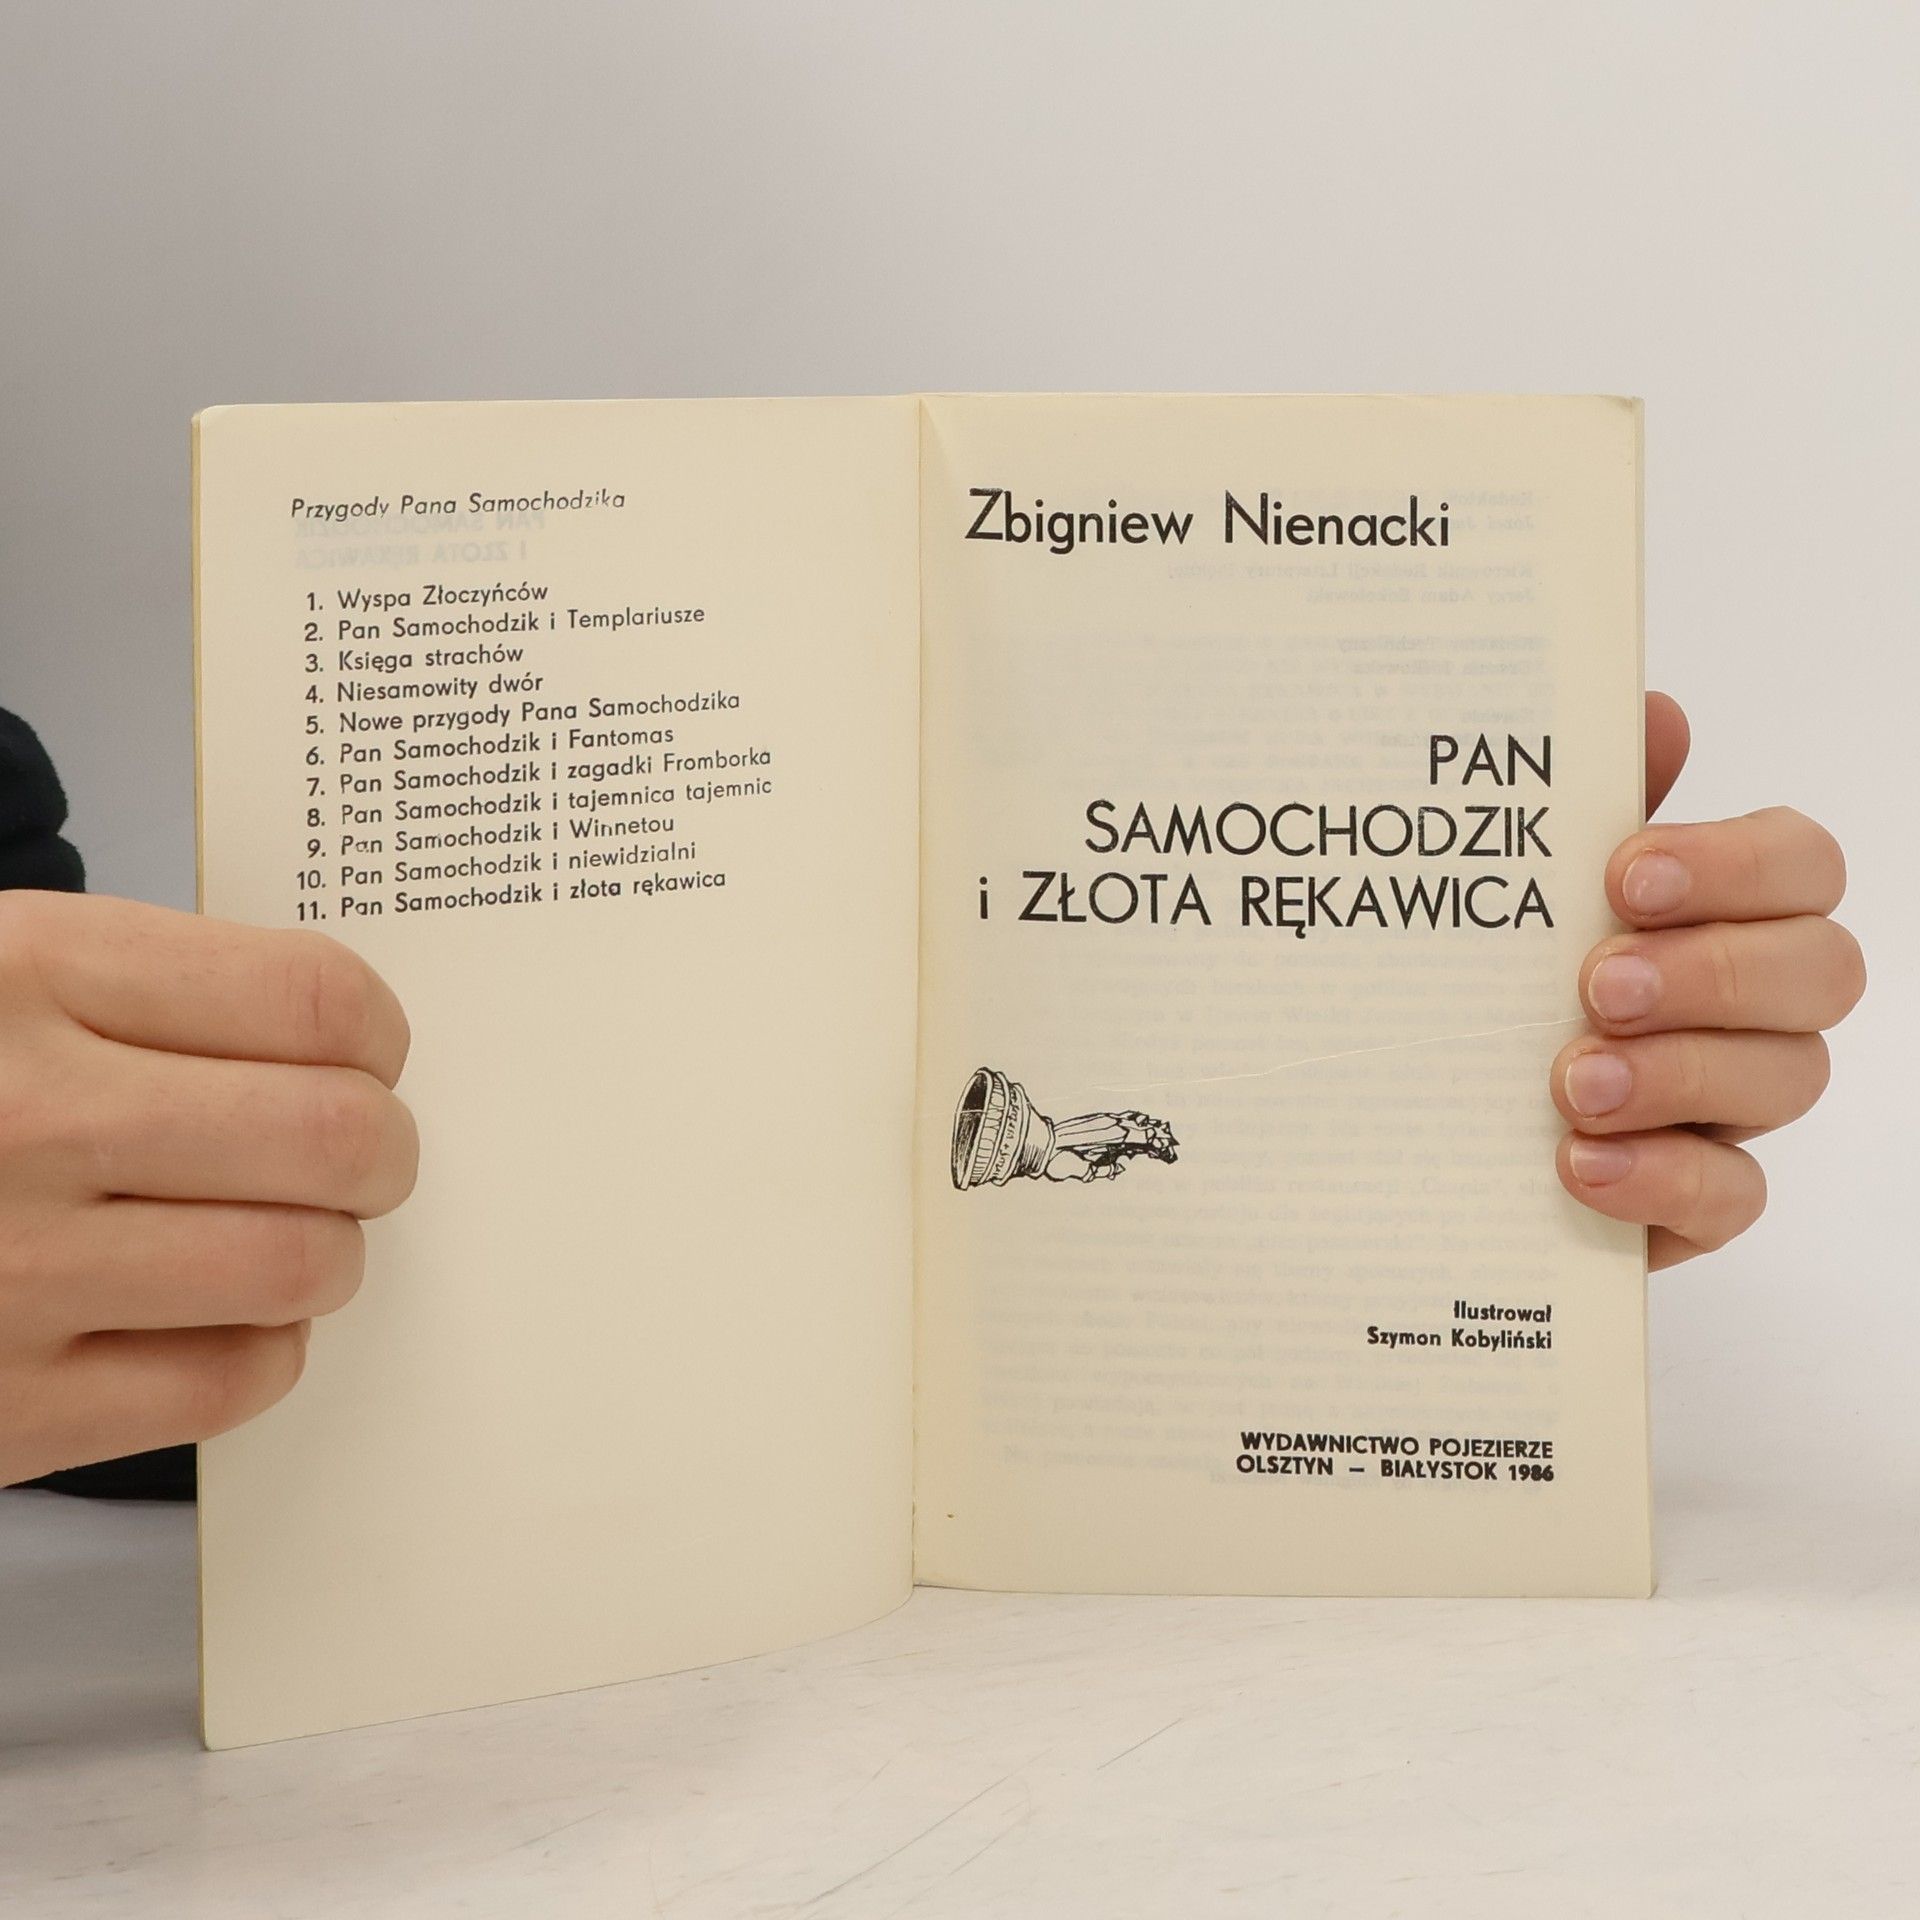 Przygody Pana Samochodzika
1. Wyspa Złoczyńców
2. Pan Samochodzik i Templariusze
3. Księga strachów
4. Niesamowity dwór
5. Nowe przygody Pana Samochodzika
6. Pan Samochodzik i Fantomas
7. Pan Samochodzik i zagadki Fromborka
8. Pan Samochodzik i tajemnica tajemnic
9. Pan Samochodzik i Winnetou
10. Pan Samochodzik i niewidzialni
11. Pan Samochodzik i złota rękawica
Zbigniew Nienacki
PAN
SAMOCHODZIK
i ZŁOTA RĘKAWICA
Ilustrował
Szymon Kobyliński
WYDAWNICTWO POJEZIERZE
OLSZTYN – BIAŁYSTOK 1986